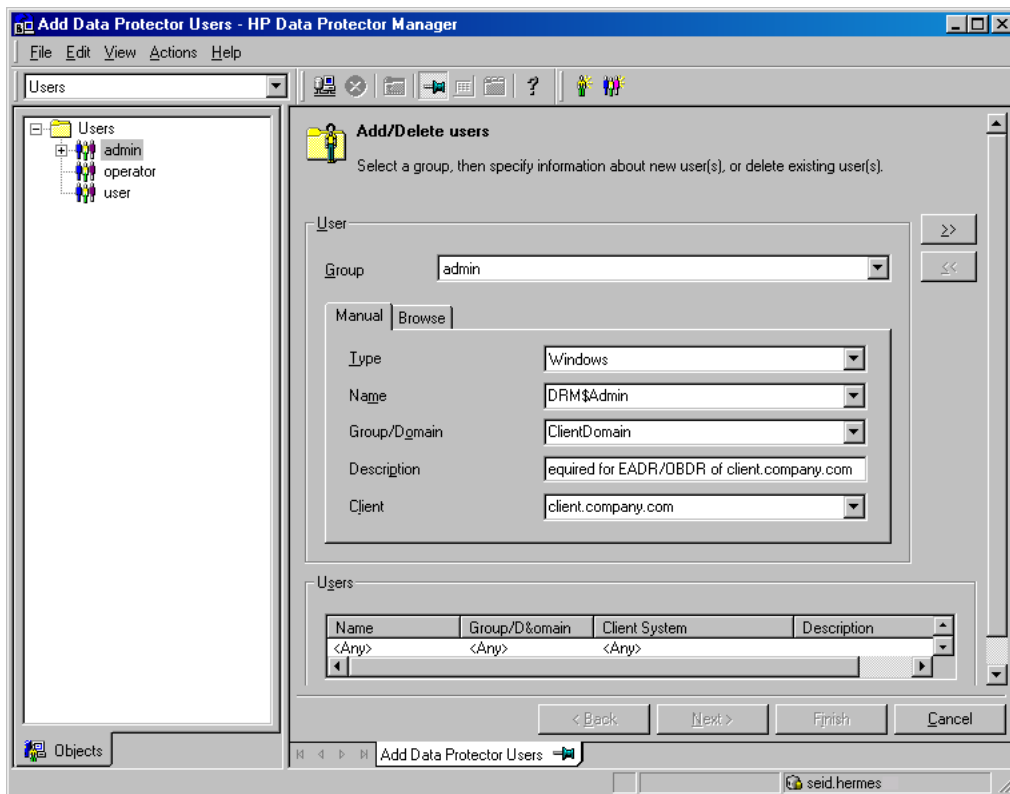 Add Data Protector Users - HP Data Protector Manager
File Edit View Actions Help
Users
?
Users
admin
operator
user
Add/Delete users
Select a group, then specify information about new user(s), or delete existing user(s).
User
>>
<<
Group admin
Manual Browse
Type Windows
Name DRM$Admin
Group/Domain ClientDomain
Description equired for EADR/OBDR of client.company.com
Client client.company.com
Users
Name Group/D&omain Client System Description
<Any> <Any> <Any>
< Back Next > Finish Cancel
Objects
Add Data Protector Users
seid.hermes